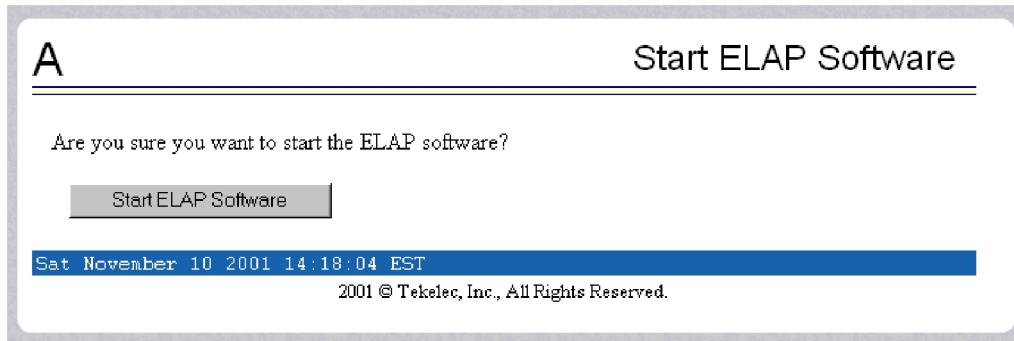 A Start ELAP Software
Are you sure you want to start the ELAP software?
Start ELAP Software
Sat November 10 2001 14:18:04 EST
2001 © Tekelec, Inc., All Rights Reserved.